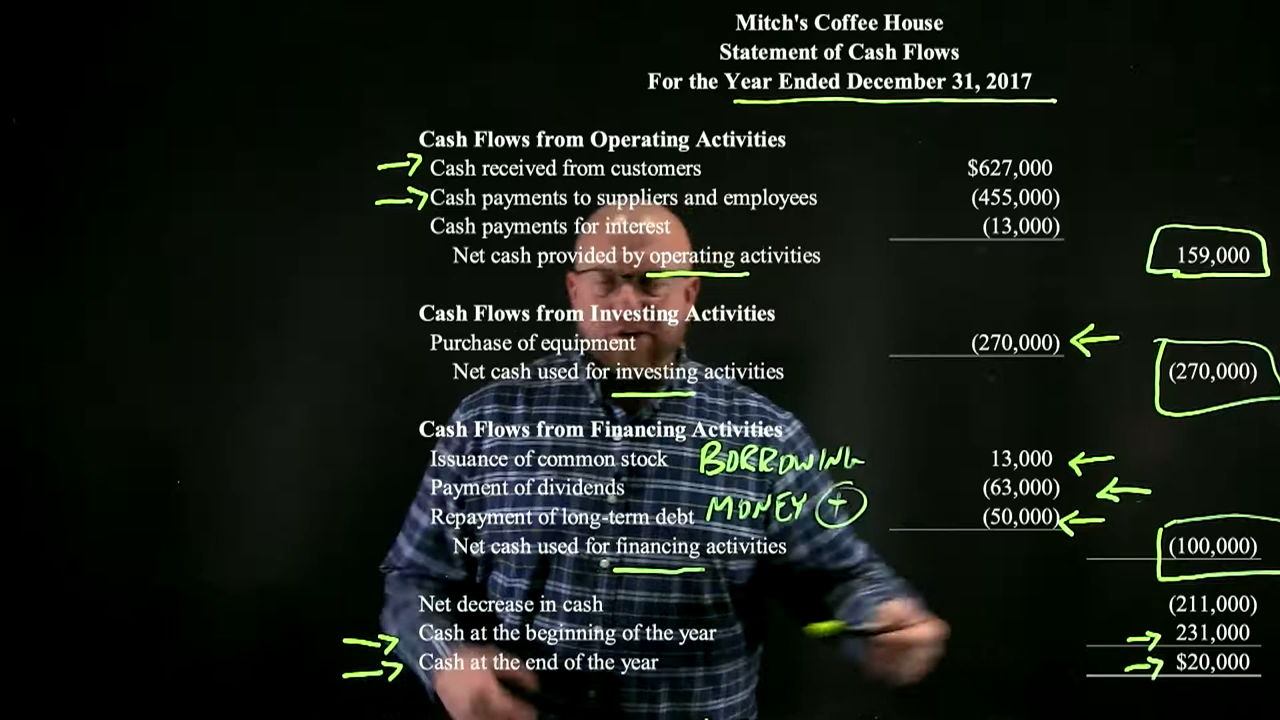 Mitch's Coffee House
Statement of Cash Flows
For the Year Ended December 31, 2017
Cash Flows from Operating Activities
Cash received from customers $627,000
Cash payments to suppliers and employees (455,000)
Cash payments for interest (13,000)
Net cash provided by operating activities 159,000
Cash Flows from Investing Activities
Purchase of equipment (270,000)
Net cash used for investing activities (270,000)
Cash Flows from Financing Activities
Issuance of common stock BORROWING 13,000
Payment of dividends MONEY + (63,000)
Repayment of long-term debt (50,000)
Net cash used for financing activities (100,000)
Net decrease in cash (211,000)
Cash at the beginning of the year 231,000
Cash at the end of the year $20,000